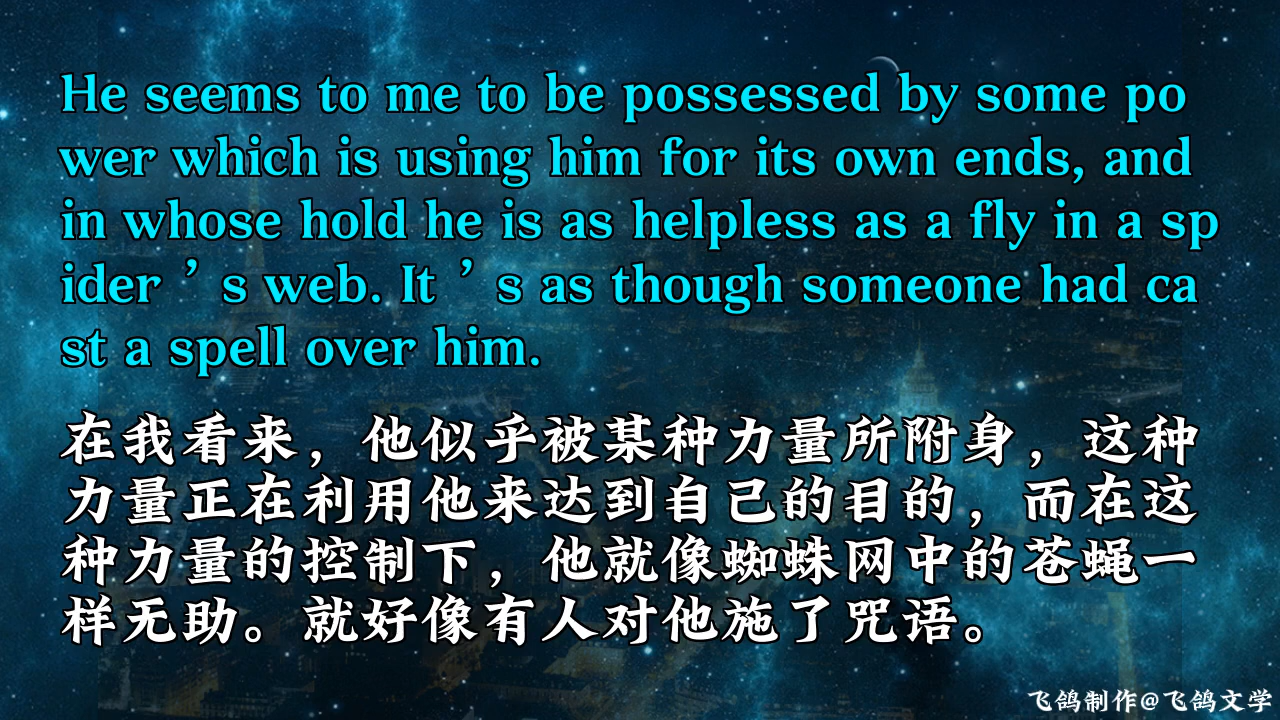 He seems to me to be possessed by some po
wer which is using him for its own ends, and
in whose hold he is as helpless as a fly in a sp
ider ’ s web. It ’ s as though someone had ca
st a spell over him.
在我看来，他似乎被某种力量所附身，这种
力量正在利用他来达到自己的目的，而在这
种力量的控制下，他就像蜘蛛网中的苍蝇一
样无助。就好像有人对他施了咒语。
飞鸽制作@飞鸽文学